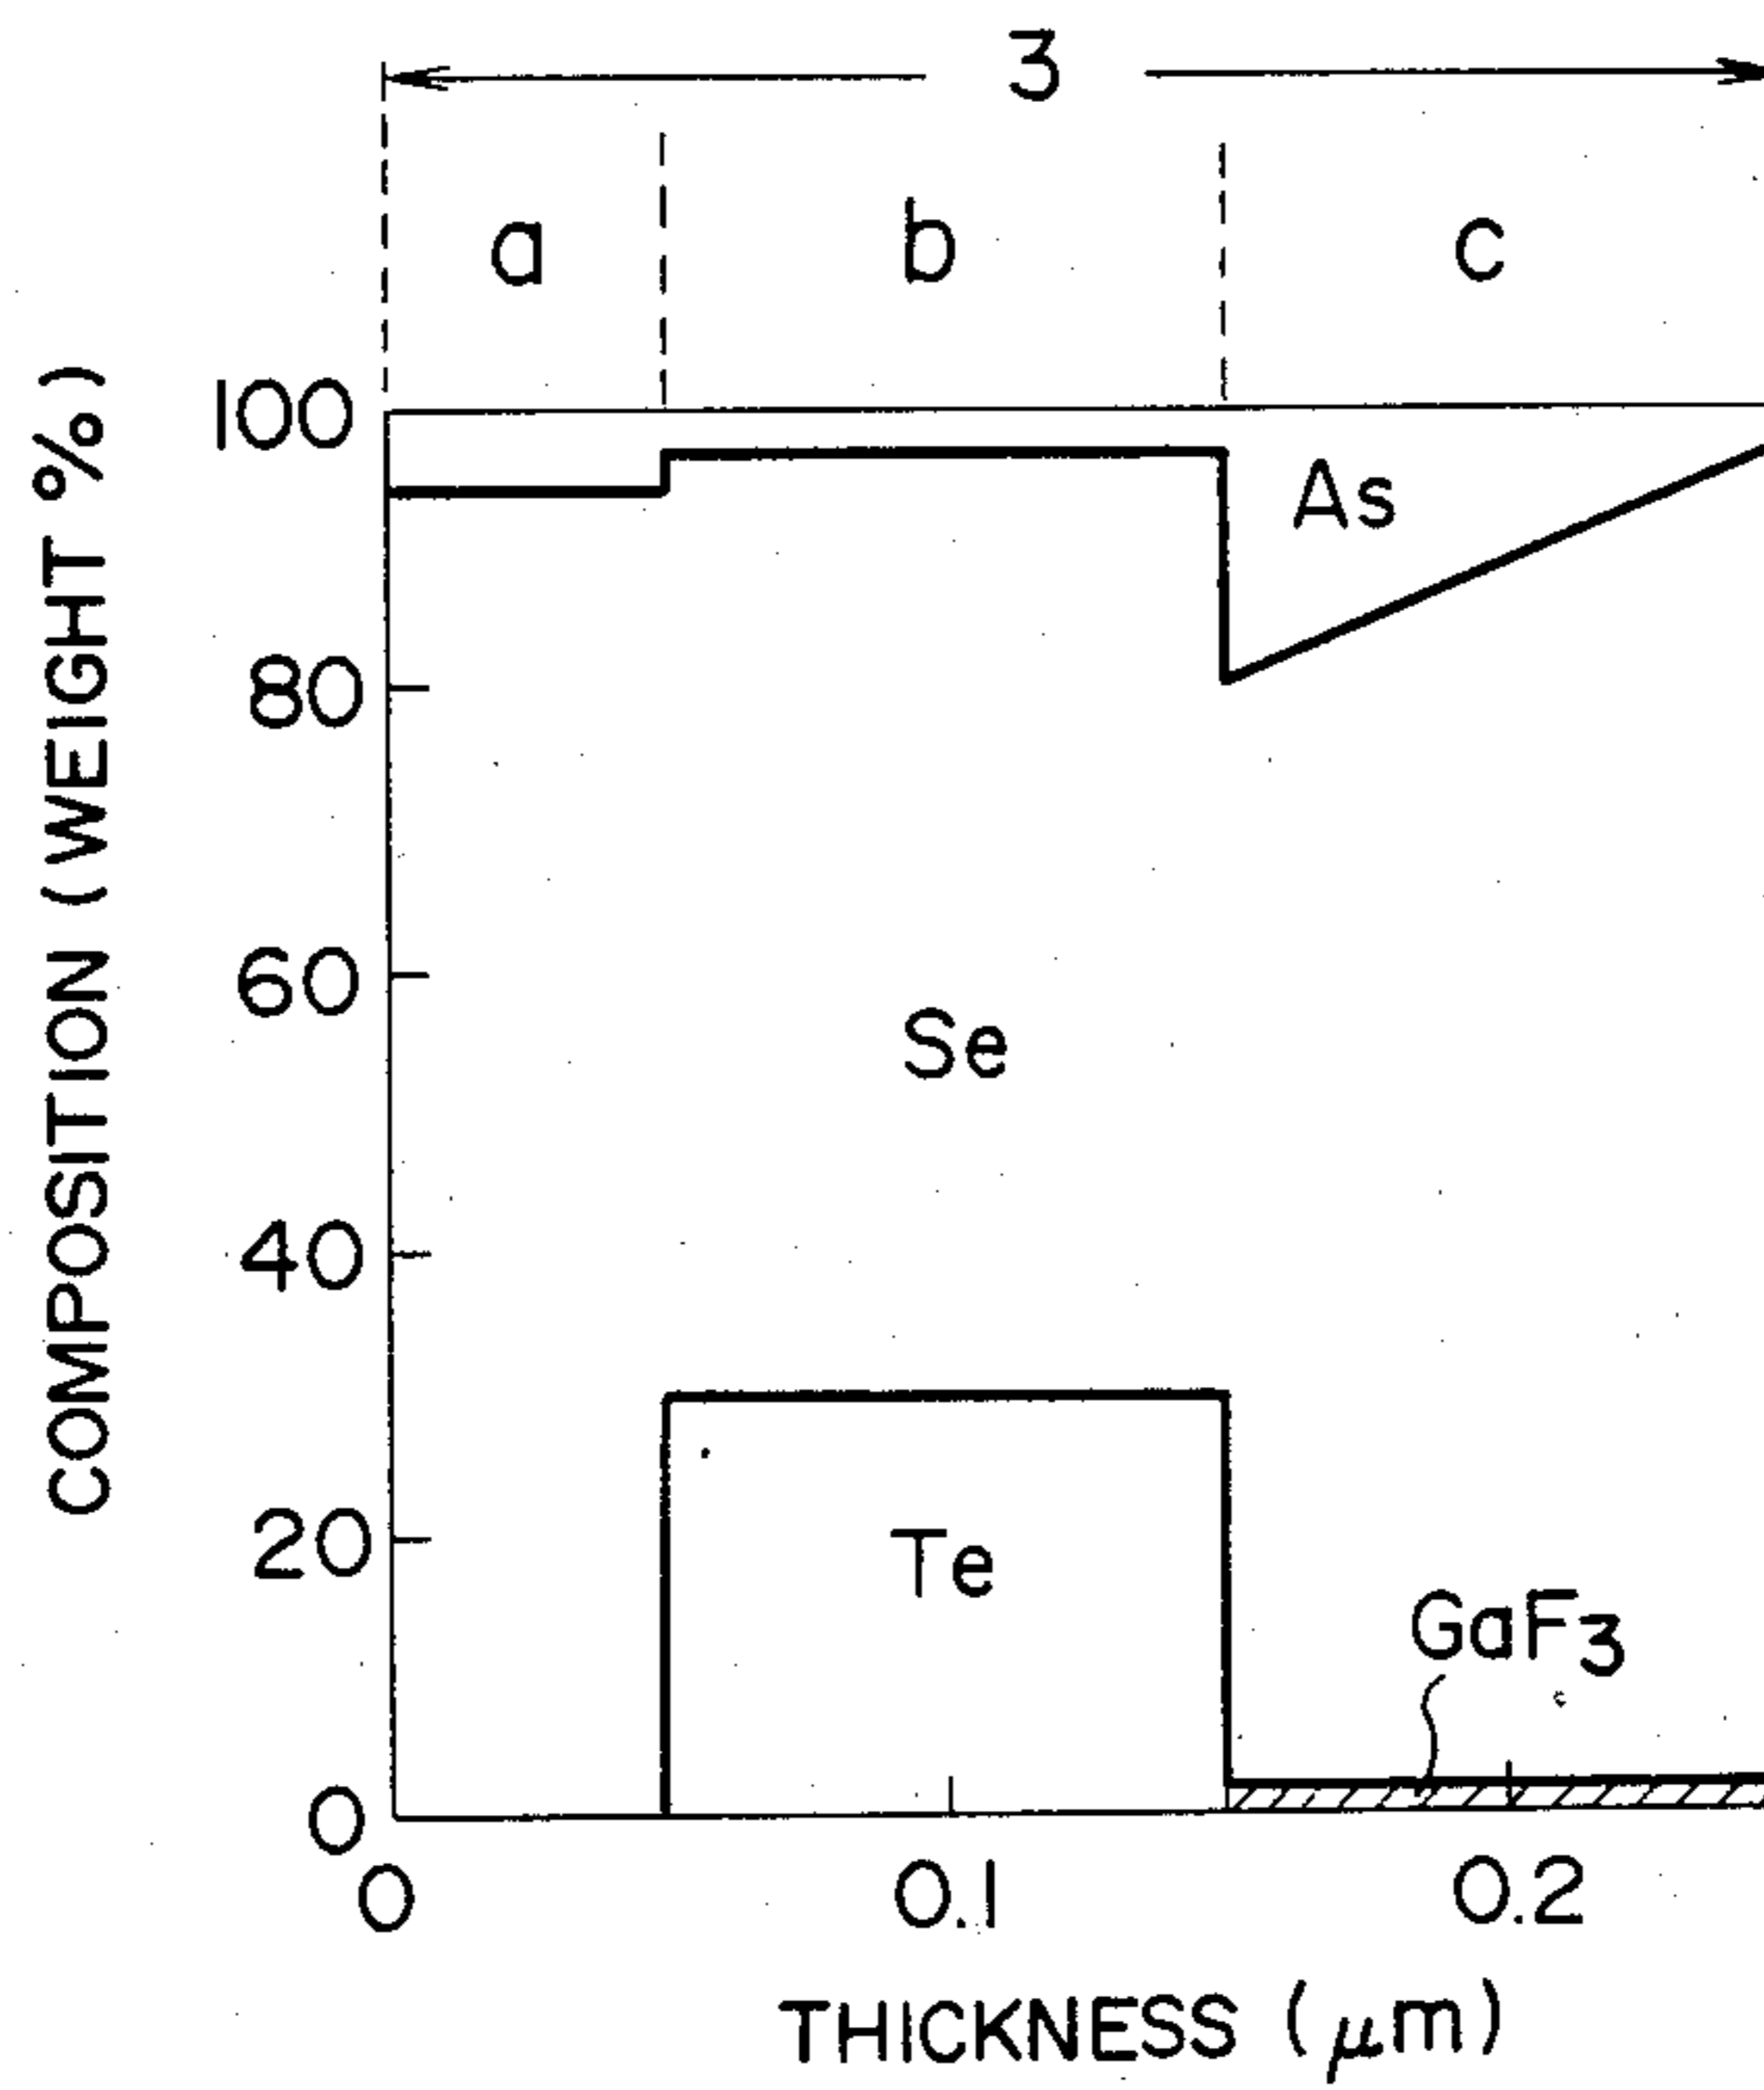 3
a b c
100
As
80
60
Se
40
20
Te
GaF3
0
0 0.1 0.2
THICKNESS (μm)
COMPOSITION (WEIGHT %)